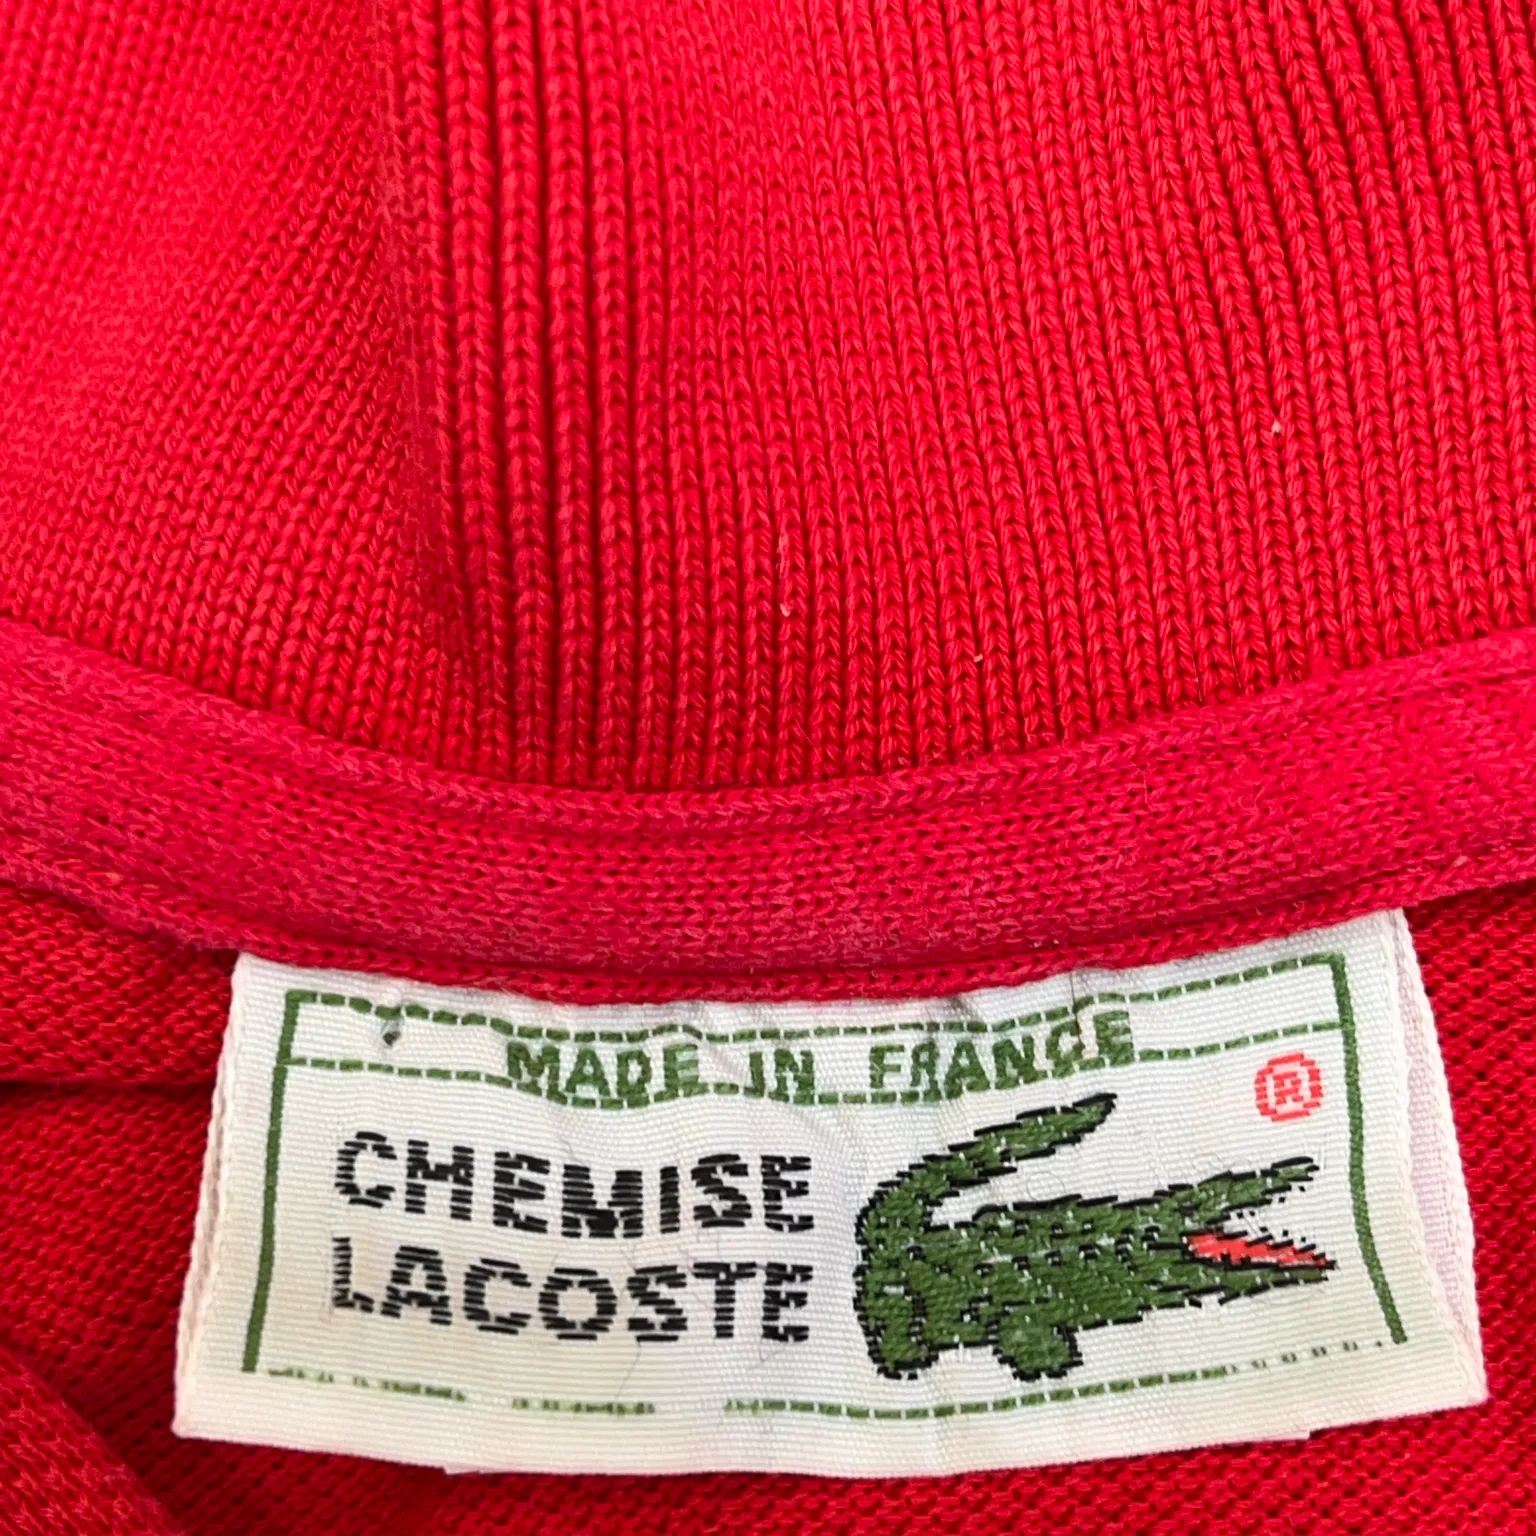 MADE IN FRANCE
®
CHEMISE
LACOSTE